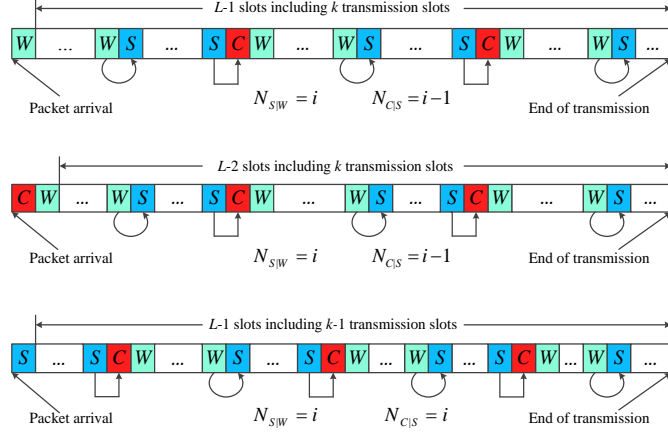 L-1 slots including k transmission slots
W ... W S ... S C W ... W S ... S C W ... W S ...
Packet arrival N_{S|W} = i N_{C|S} = i-1 End of transmission
L-2 slots including k transmission slots
C W ... W S ... S C W ... W S ... S C W ... W S ...
Packet arrival N_{S|W} = i N_{C|S} = i-1 End of transmission
L-1 slots including k-1 transmission slots
S ... S C W ... W S ... S C W ... W S ... S C W ... W S ...
Packet arrival N_{S|W} = i N_{C|S} = i End of transmission